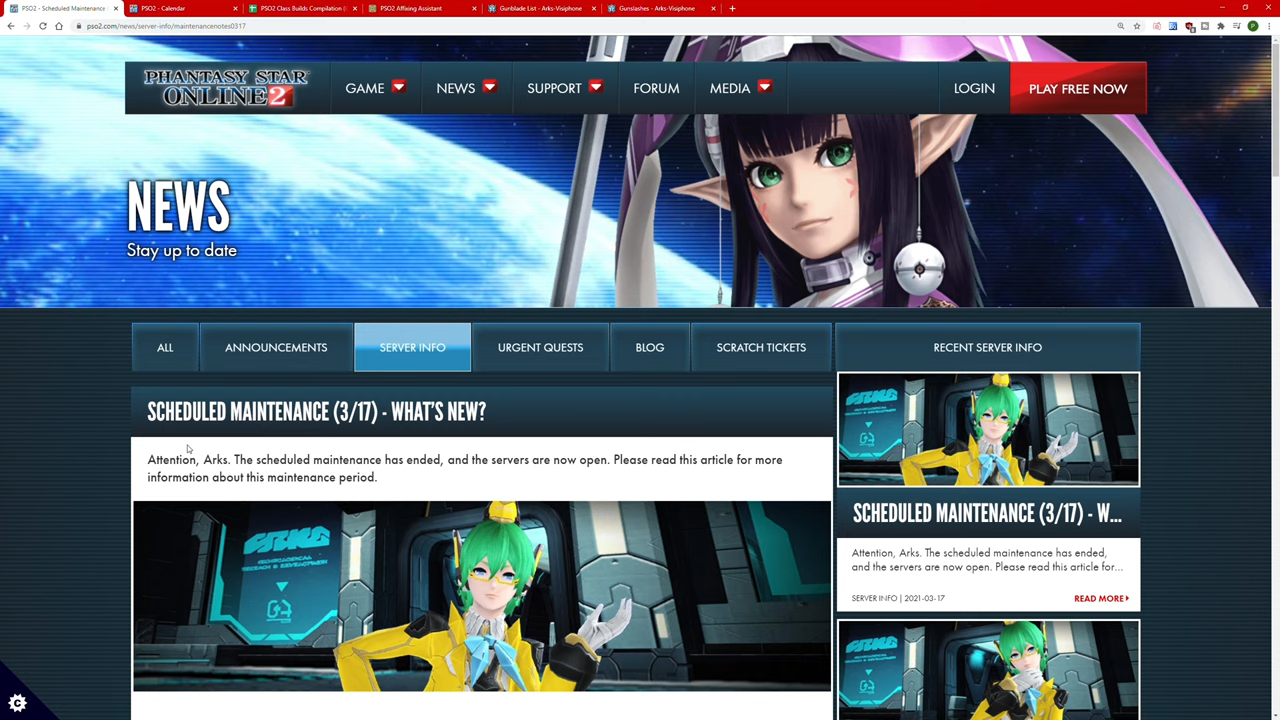 PSO2 - Scheduled Maintenance
PSO2 - Calendar
PSO2 Class Builds Compilation (
PSO2 Affixing Assistant
Gunblade List - Arks-Visiphone
Gunslashes - Arks-Visiphone
pso2.com/news/server-info/maintenancenotes0317
PHANTASY STAR
ONLINE 2
GAME
NEWS
SUPPORT
FORUM
MEDIA
LOGIN
PLAY FREE NOW
NEWS
Stay up to date
ALL
ANNOUNCEMENTS
SERVER INFO
URGENT QUESTS
BLOG
SCRATCH TICKETS
RECENT SERVER INFO
SCHEDULED MAINTENANCE (3/17) - WHAT'S NEW?
Attention, Arks. The scheduled maintenance has ended, and the servers are now open. Please read this article for more
information about this maintenance period.
SCHEDULED MAINTENANCE (3/17) - W...
Attention, Arks. The scheduled maintenance has ended,
and the servers are now open. Please read this article for...
SERVER INFO | 2021-03-17
READ MORE